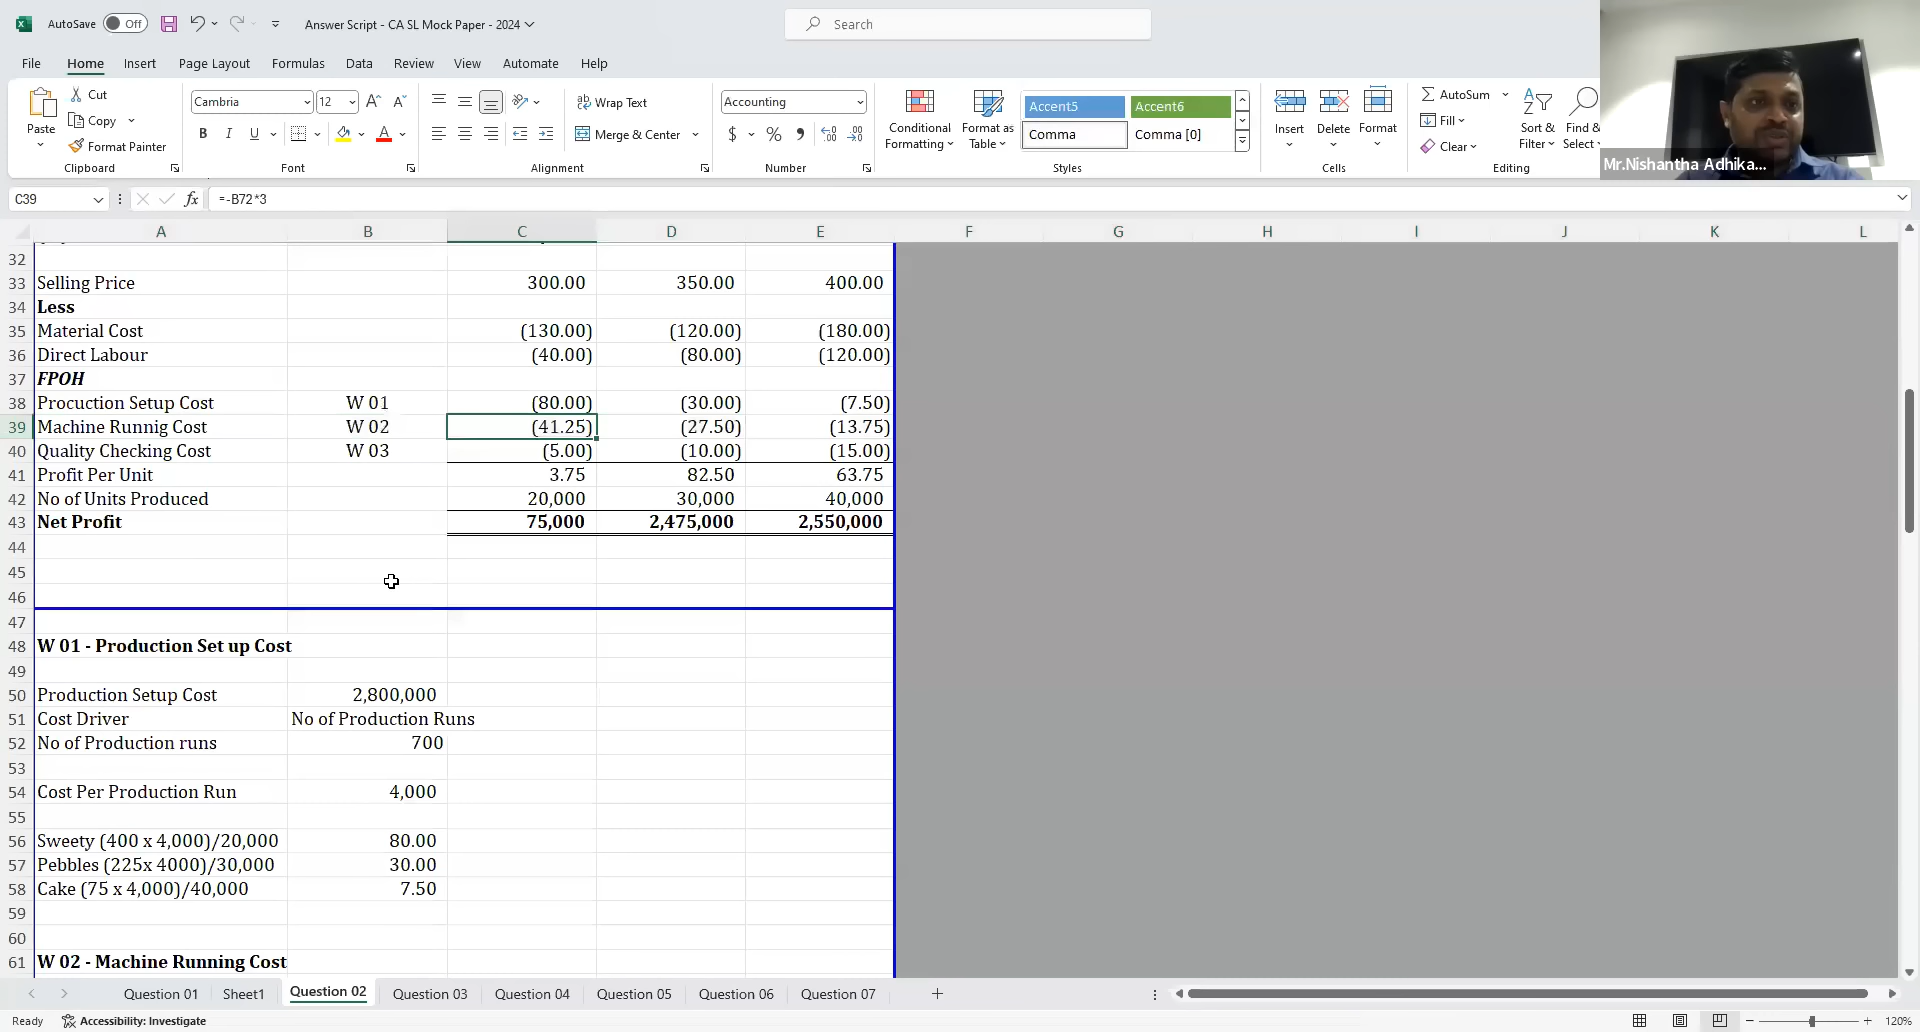 AutoSave Off Answer Script - CA SL Mock Paper - 2024 Search
File Home Insert Page Layout Formulas Data Review View Automate Help
Paste Cut Copy Format Painter
Clipboard
Cambria 12
B I U A
Font
Wrap Text
Merge & Center
Alignment
Accounting
$ % 9
Number
Conditional Formatting
Format as Table
Accent5 Accent6
Comma Comma [0]
Styles
Insert Delete Format
Cells
AutoSum
Fill
Clear
Sort & Filter
Find & Select
Editing
Mr.Nishantha Adhika...
C39 fx =-B72*3
A B C D E F G H I J K L
32
33 Selling Price 300.00 350.00 400.00
34 Less
35 Material Cost (130.00) (120.00) (180.00)
36 Direct Labour (40.00) (80.00) (120.00)
37 FPOH
38 Procuction Setup Cost W 01 (80.00) (30.00) (7.50)
39 Machine Runnig Cost W 02 (41.25) (27.50) (13.75)
40 Quality Checking Cost W 03 (5.00) (10.00) (15.00)
41 Profit Per Unit 3.75 82.50 63.75
42 No of Units Produced 20,000 30,000 40,000
43 Net Profit 75,000 2,475,000 2,550,000
44
45
46
47
48 W 01 - Production Set up Cost
49
50 Production Setup Cost 2,800,000
51 Cost Driver No of Production Runs
52 No of Production runs 700
53
54 Cost Per Production Run 4,000
55
56 Sweety (400 x 4,000)/20,000 80.00
57 Pebbles (225x 4000)/30,000 30.00
58 Cake (75 x 4,000)/40,000 7.50
59
60
61 W 02 - Machine Running Cost
Question 01 Sheet1 Question 02 Question 03 Question 04 Question 05 Question 06 Question 07
Ready Accessibility: Investigate 120%